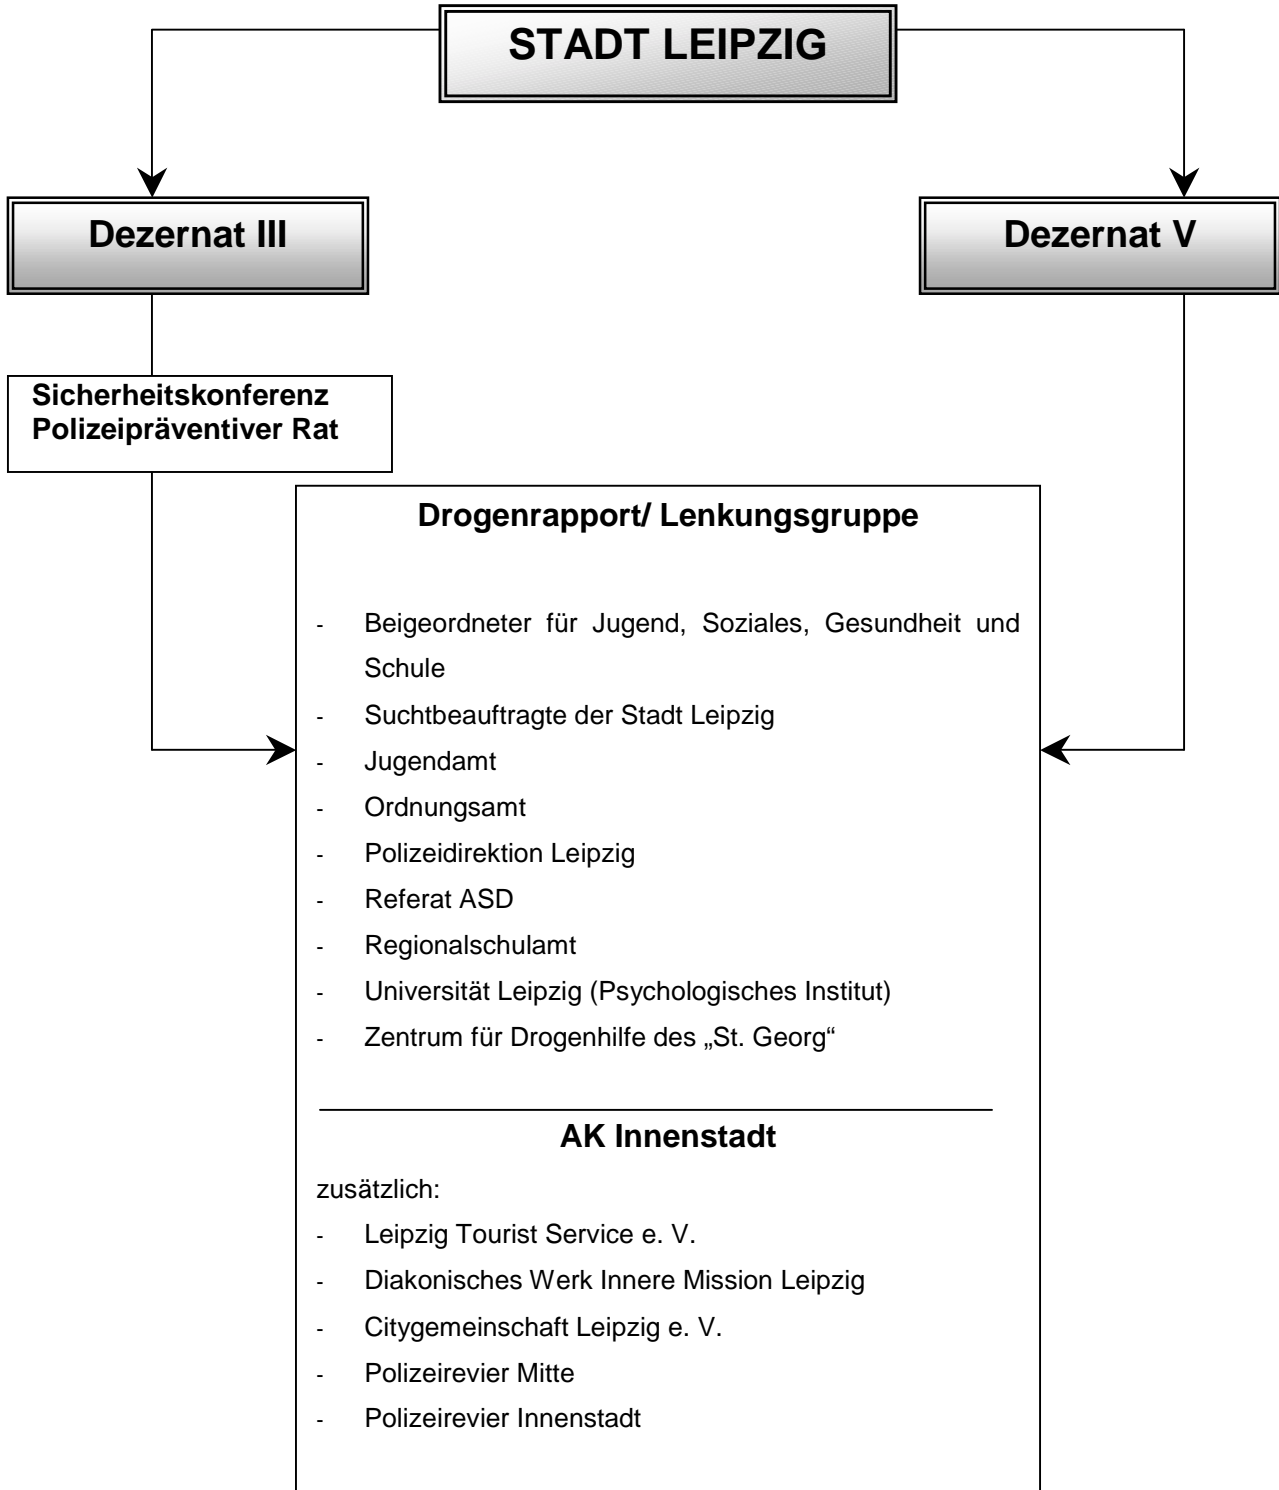 STADT LEIPZIG
Dezernat III
Dezernat V
Sicherheitskonferenz
Polizeipräventiver Rat
Drogenrapport/ Lenkungsgruppe
- Beigeordneter für Jugend, Soziales, Gesundheit und
Schule
- Suchtbeauftragte der Stadt Leipzig
- Jugendamt
- Ordnungsamt
- Polizeidirektion Leipzig
- Referat ASD
- Regionalschulamt
- Universität Leipzig (Psychologisches Institut)
- Zentrum für Drogenhilfe des „St. Georg“
AK Innenstadt
zusätzlich:
- Leipzig Tourist Service e. V.
- Diakonisches Werk Innere Mission Leipzig
- Citygemeinschaft Leipzig e. V.
- Polizeirevier Mitte
- Polizeirevier Innenstadt